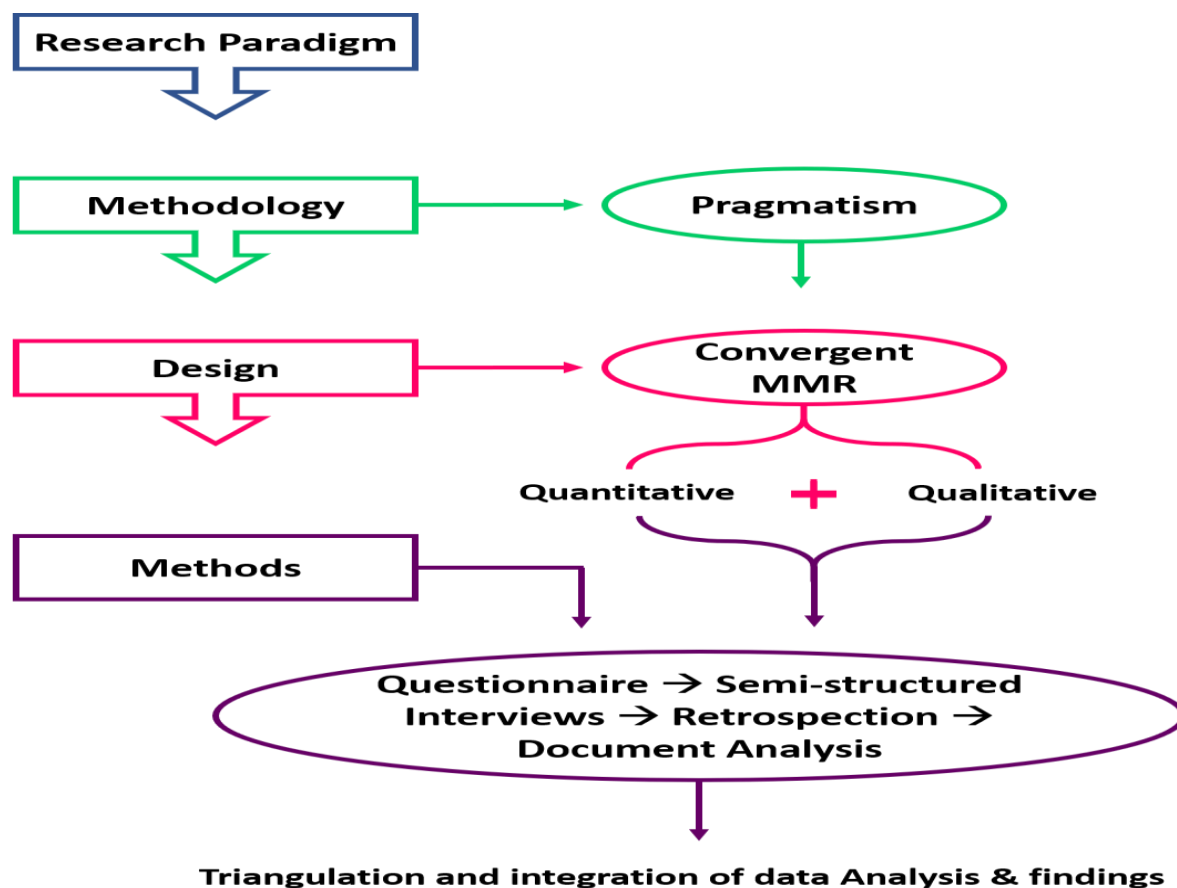 Research Paradigm
Methodology
Pragmatism
Design
Convergent
MMR
Quantitative + Qualitative
Methods
Questionnaire → Semi-structured
Interviews → Retrospection →
Document Analysis
Triangulation and integration of data Analysis & findings